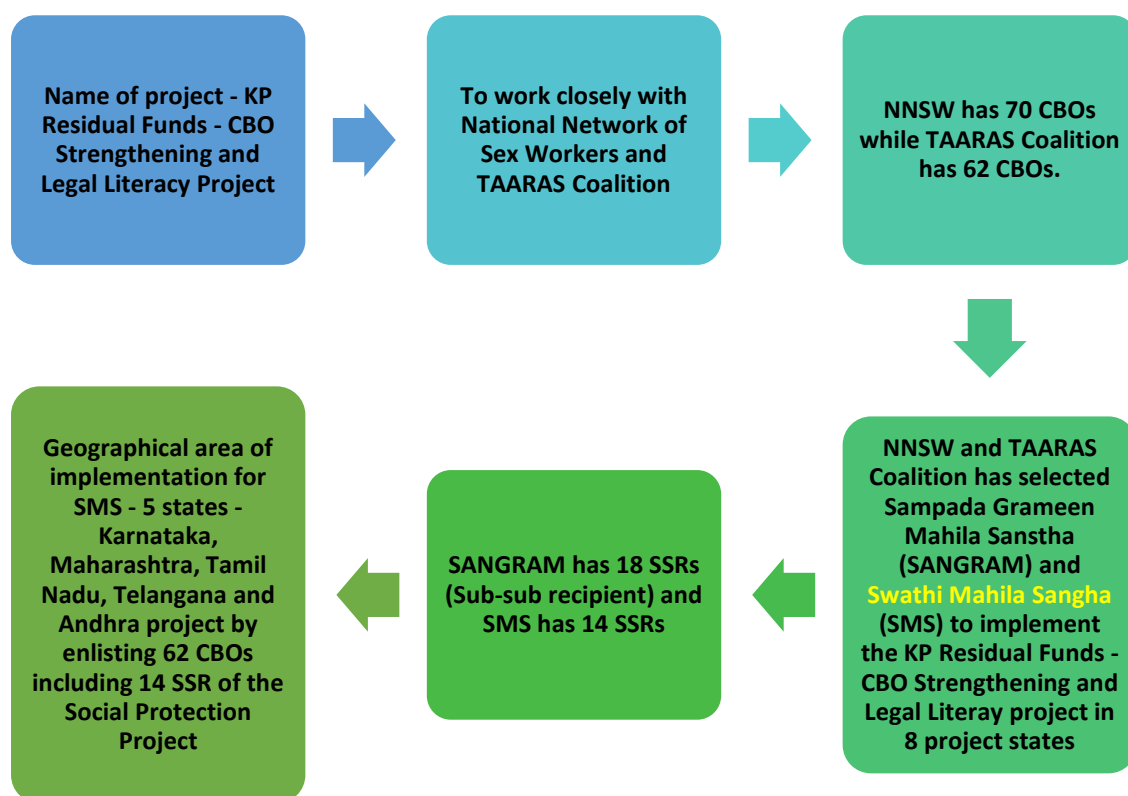 Name of project - KP
Residual Funds - CBO
Strengthening and
Legal Literacy Project
To work closely with
National Network of
Sex Workers and
TAARAS Coalition
NNSW has 70 CBOs
while TAARAS Coalition
has 62 CBOs.
NNSW and TAARAS
Coalition has selected
Sampada Grameen
Mahila Sanstha
(SANGRAM) and
Swathi Mahila Sangha
(SMS) to implement
the KP Residual Funds -
CBO Strengthening and
Legal Literay project in
8 project states
SANGRAM has 18 SSRs
(Sub-sub recipient) and
SMS has 14 SSRs
Geographical area of
implementation for
SMS - 5 states -
Karnataka,
Maharashtra, Tamil
Nadu, Telangana and
Andhra project by
enlisting 62 CBOs
including 14 SSR of the
Social Protection
Project